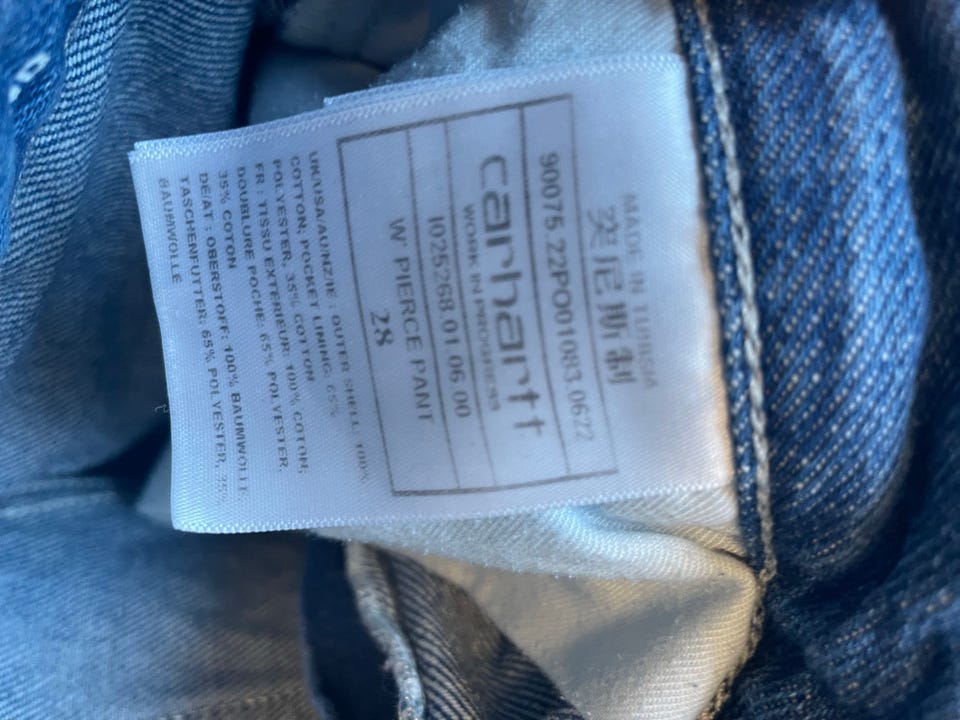 MADE IN TUNISIA
突尼斯制
90075 22PO001083 0622
carhartt
WORK IN PROGRESS
I025268.01.06.00
W' PIERCE PANT
28
UK/USA/AU/NZ/IE : OUTER SHELL: 100%
COTTON; POCKET LINING: 65%
POLYESTER, 35% COTTON
FR : TISSU EXTERIEUR: 100% COTON;
DOUBLURE POCHE: 65% POLYESTER,
35% COTON
DE/AT : OBERSTOFF: 100% BAUMWOLLE
TASCHENFUTTER: 65% POLYESTER, 35%
BAUMWOLLE